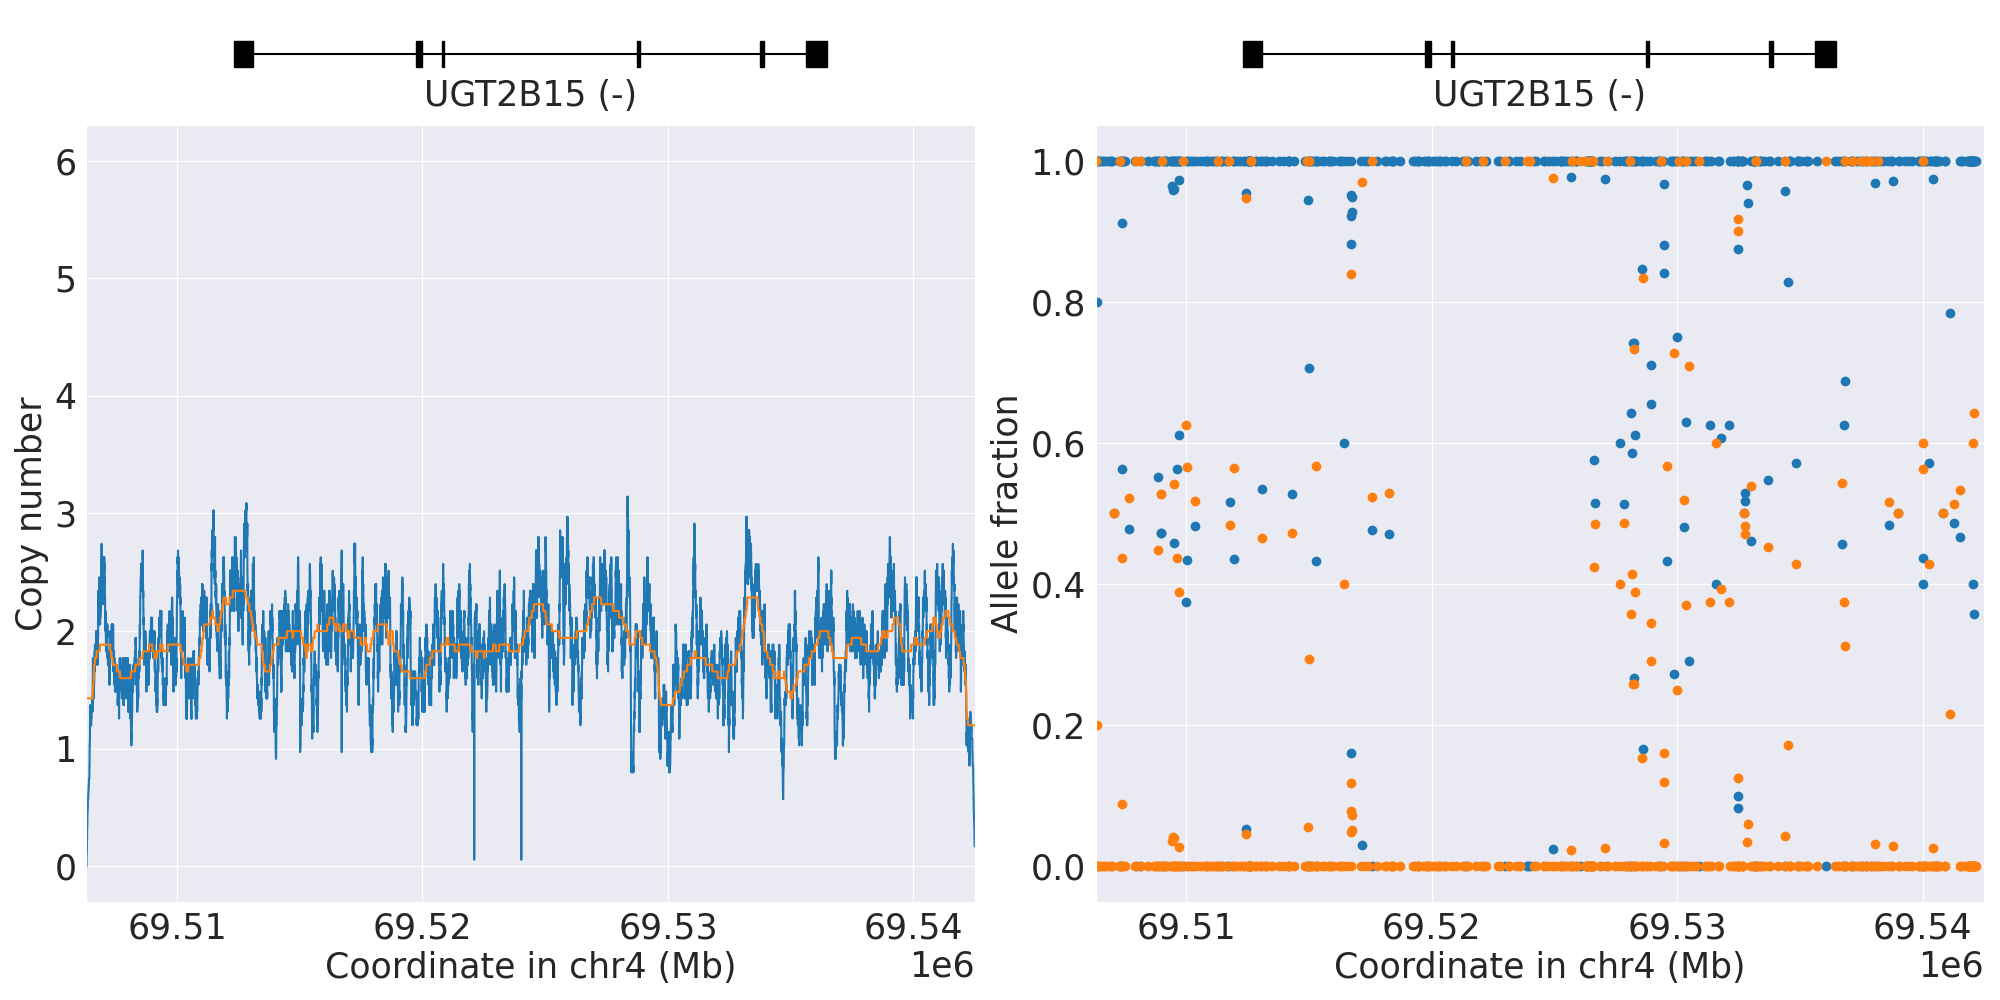 UGT2B15 (-)
6
5
4
3
2
1
0
Copy number
69.51 69.52 69.53 69.54
Coordinate in chr4 (Mb)
1e6
UGT2B15 (-)
1.0
0.8
0.6
0.4
0.2
0.0
Allele fraction
69.51 69.52 69.53 69.54
Coordinate in chr4 (Mb)
1e6